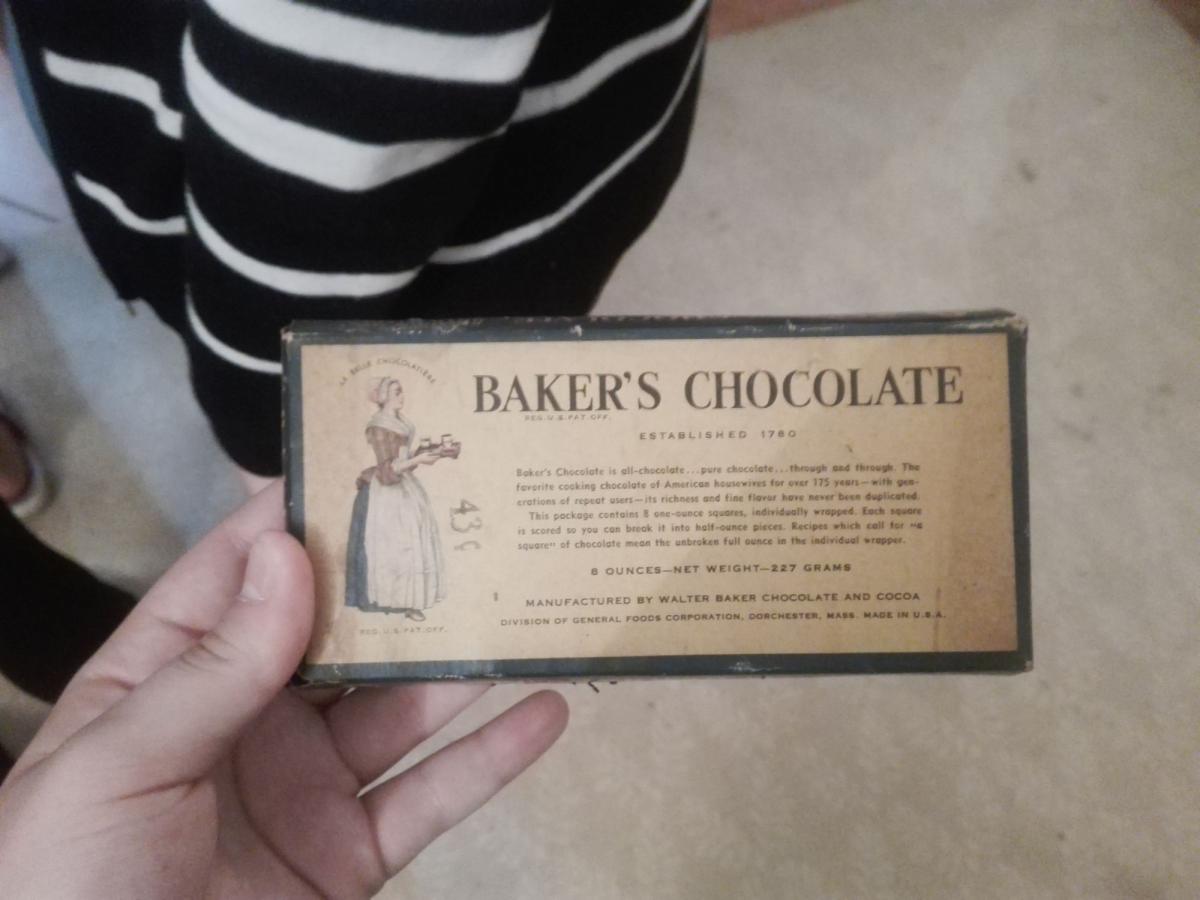 LA BELLE CHOCOLATIÈRE
BAKER'S CHOCOLATE
REG. U.S. PAT. OFF.
ESTABLISHED 1780
Baker's Chocolate is all-chocolate...pure chocolate...through and through. The
favorite cooking chocolate of American housewives for over 175 years—with gen-
erations of repeat users—its richness and fine flavor have never been duplicated.
This package contains 8 one-ounce squares, individually wrapped. Each square
is scored so you can break it into half-ounce pieces. Recipes which call for "a
square" of chocolate mean the unbroken full ounce in the individual wrapper.
43¢
8 OUNCES—NET WEIGHT—227 GRAMS
MANUFACTURED BY WALTER BAKER CHOCOLATE AND COCOA
DIVISION OF GENERAL FOODS CORPORATION, DORCHESTER, MASS. MADE IN U.S.A.
REG. U.S. PAT. OFF.